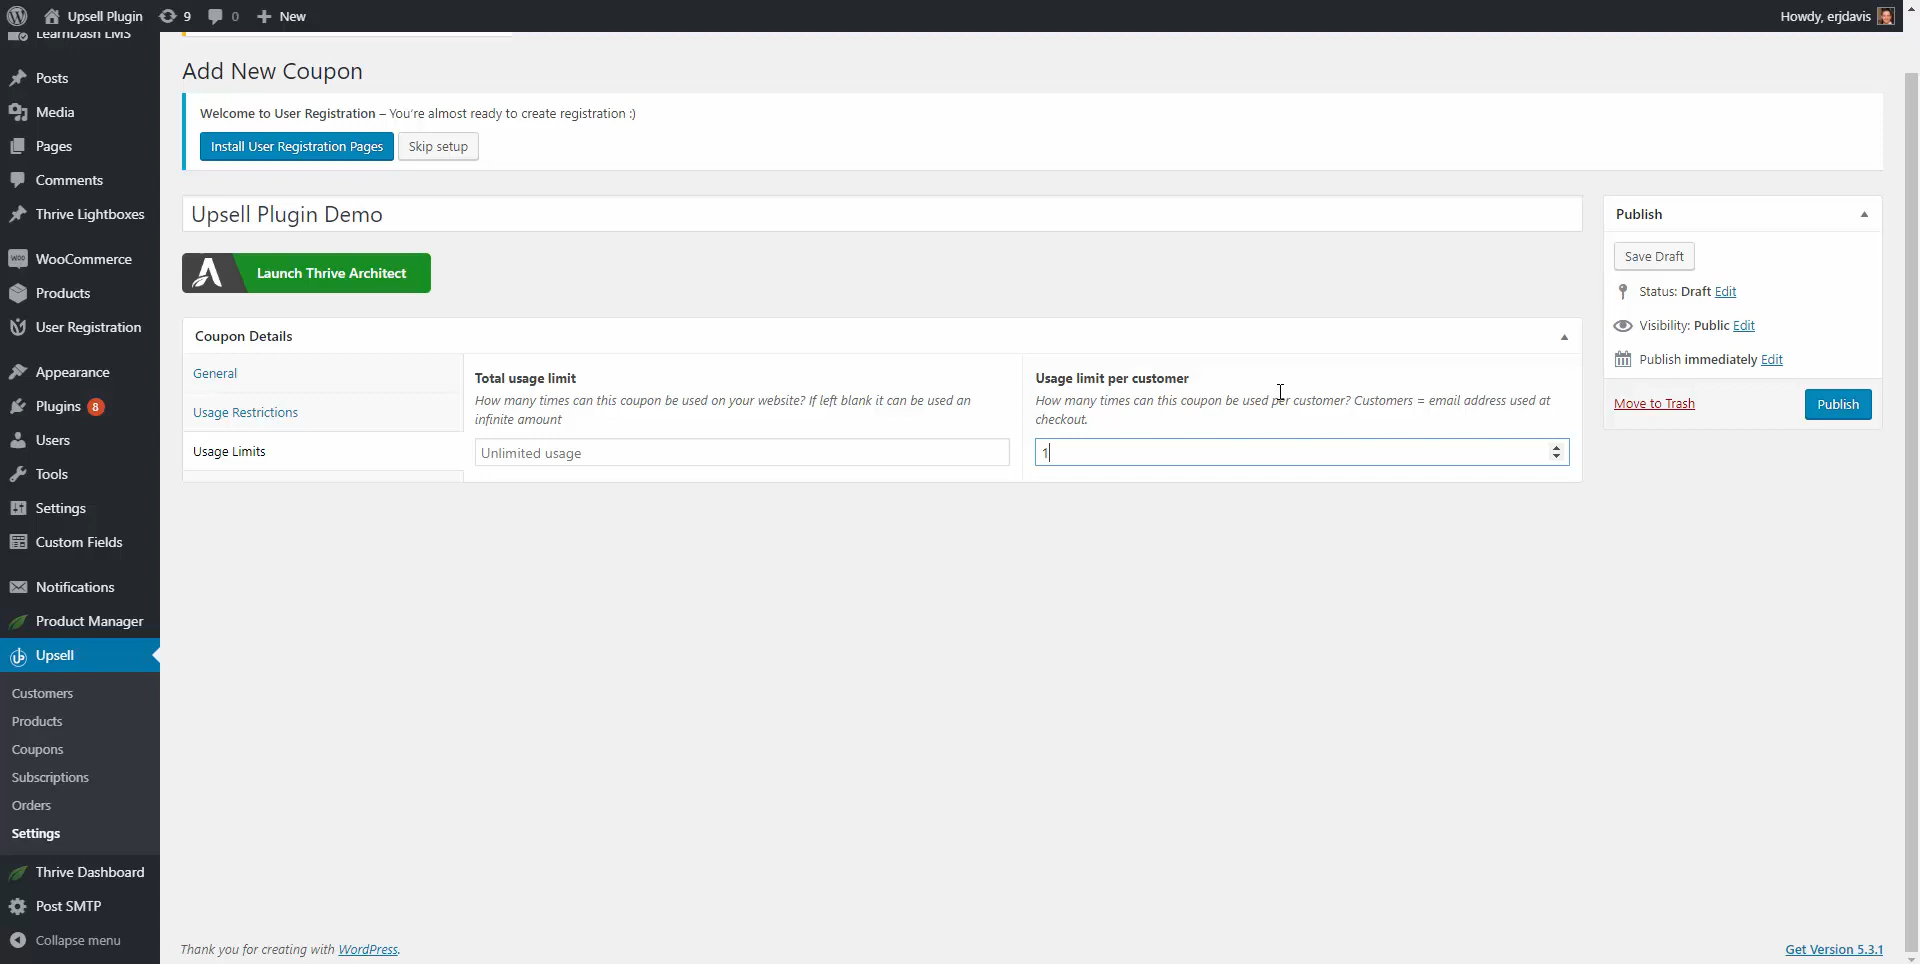 Upsell Plugin
9
0
New
Howdy, erjdavis
LearnDash LMS
Posts
Media
Pages
Comments
Thrive Lightboxes
WooCommerce
Products
User Registration
Appearance
Plugins 8
Users
Tools
Settings
Custom Fields
Notifications
Product Manager
Upsell
Customers
Products
Coupons
Subscriptions
Orders
Settings
Thrive Dashboard
Post SMTP
Collapse menu
Add New Coupon
Welcome to User Registration – You're almost ready to create registration :)
Install User Registration Pages
Skip setup
Upsell Plugin Demo
Launch Thrive Architect
Coupon Details
General
Usage Restrictions
Usage Limits
Total usage limit
How many times can this coupon be used on your website? If left blank it can be used an
infinite amount
Unlimited usage
Usage limit per customer
How many times can this coupon be used per customer? Customers = email address used at
checkout.
1
Publish
Save Draft
Status: Draft Edit
Visibility: Public Edit
Publish immediately Edit
Move to Trash
Publish
Thank you for creating with WordPress.
Get Version 5.3.1